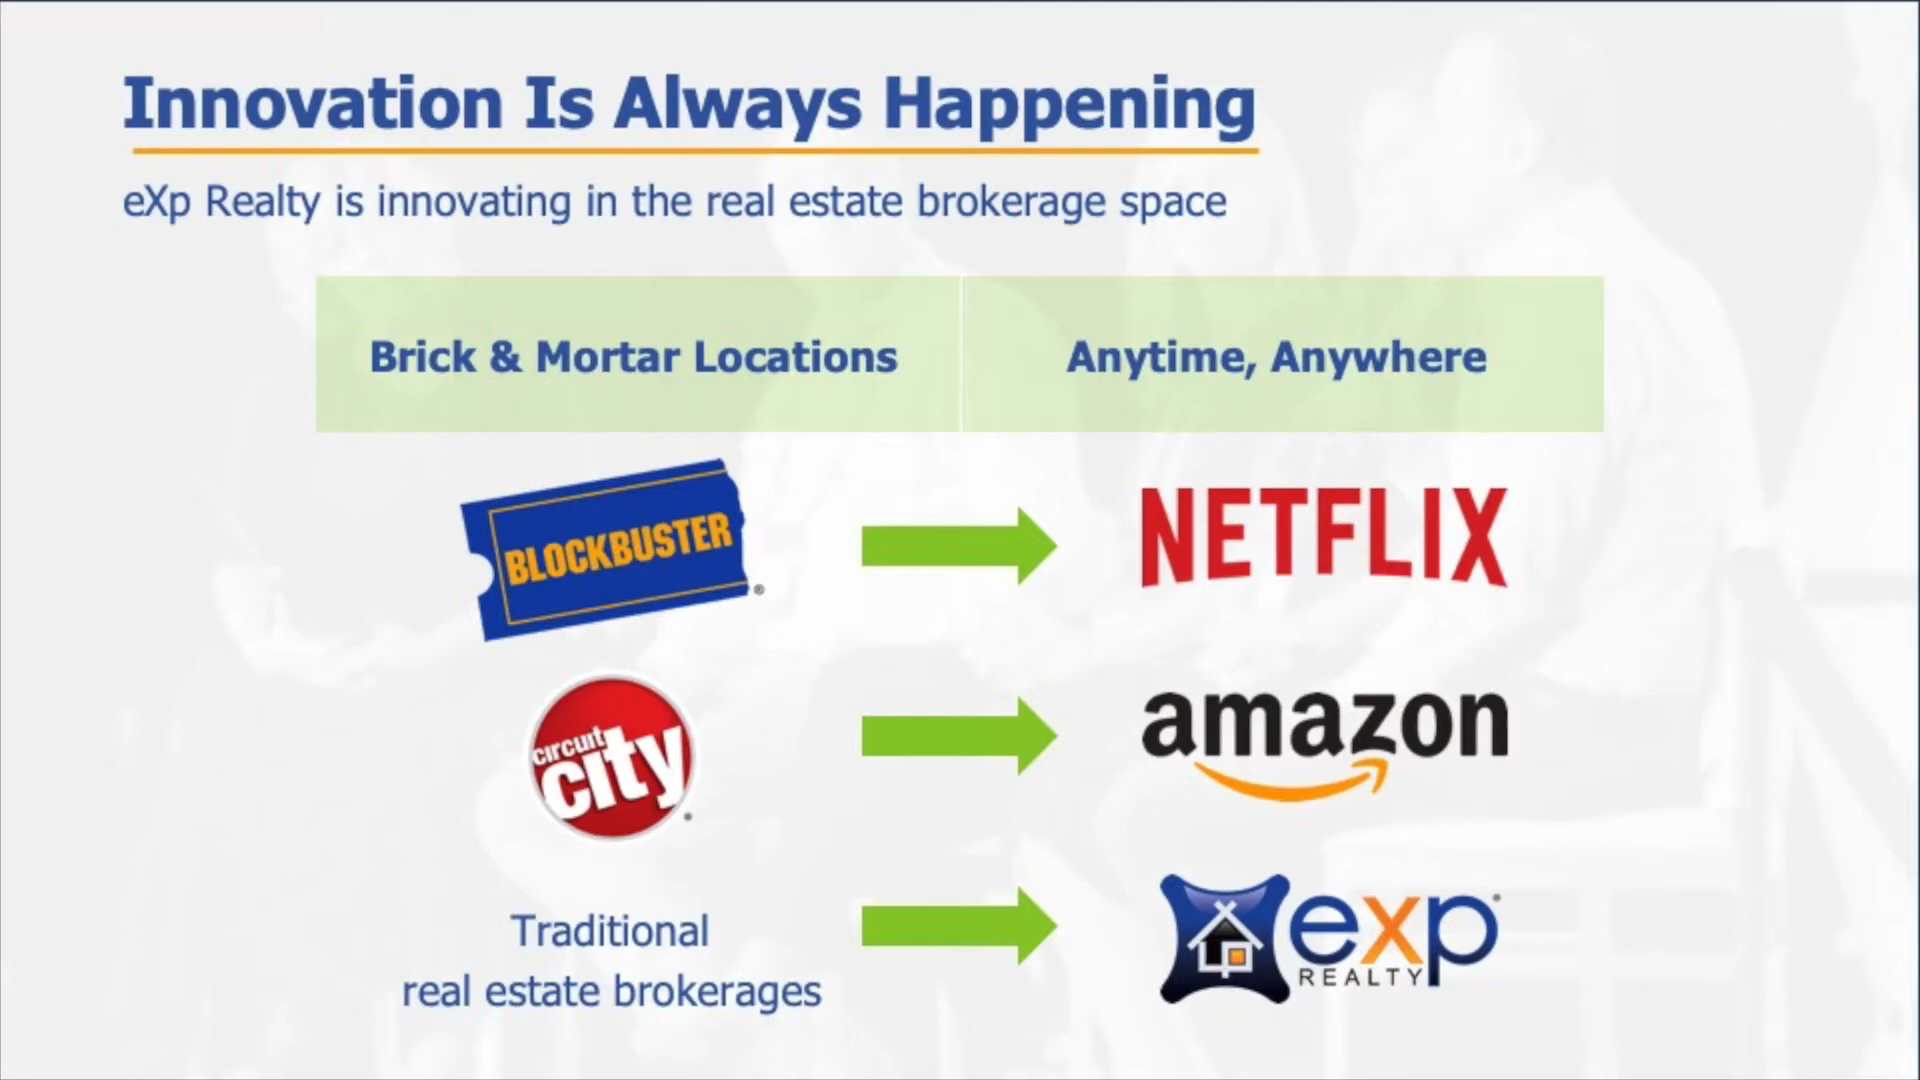 Innovation Is Always Happening
eXp Realty is innovating in the real estate brokerage space
Brick & Mortar Locations
Anytime, Anywhere
BLOCKBUSTER
®
NETFLIX
circuit
city
amazon
Traditional
real estate brokerages
exp
REALTY